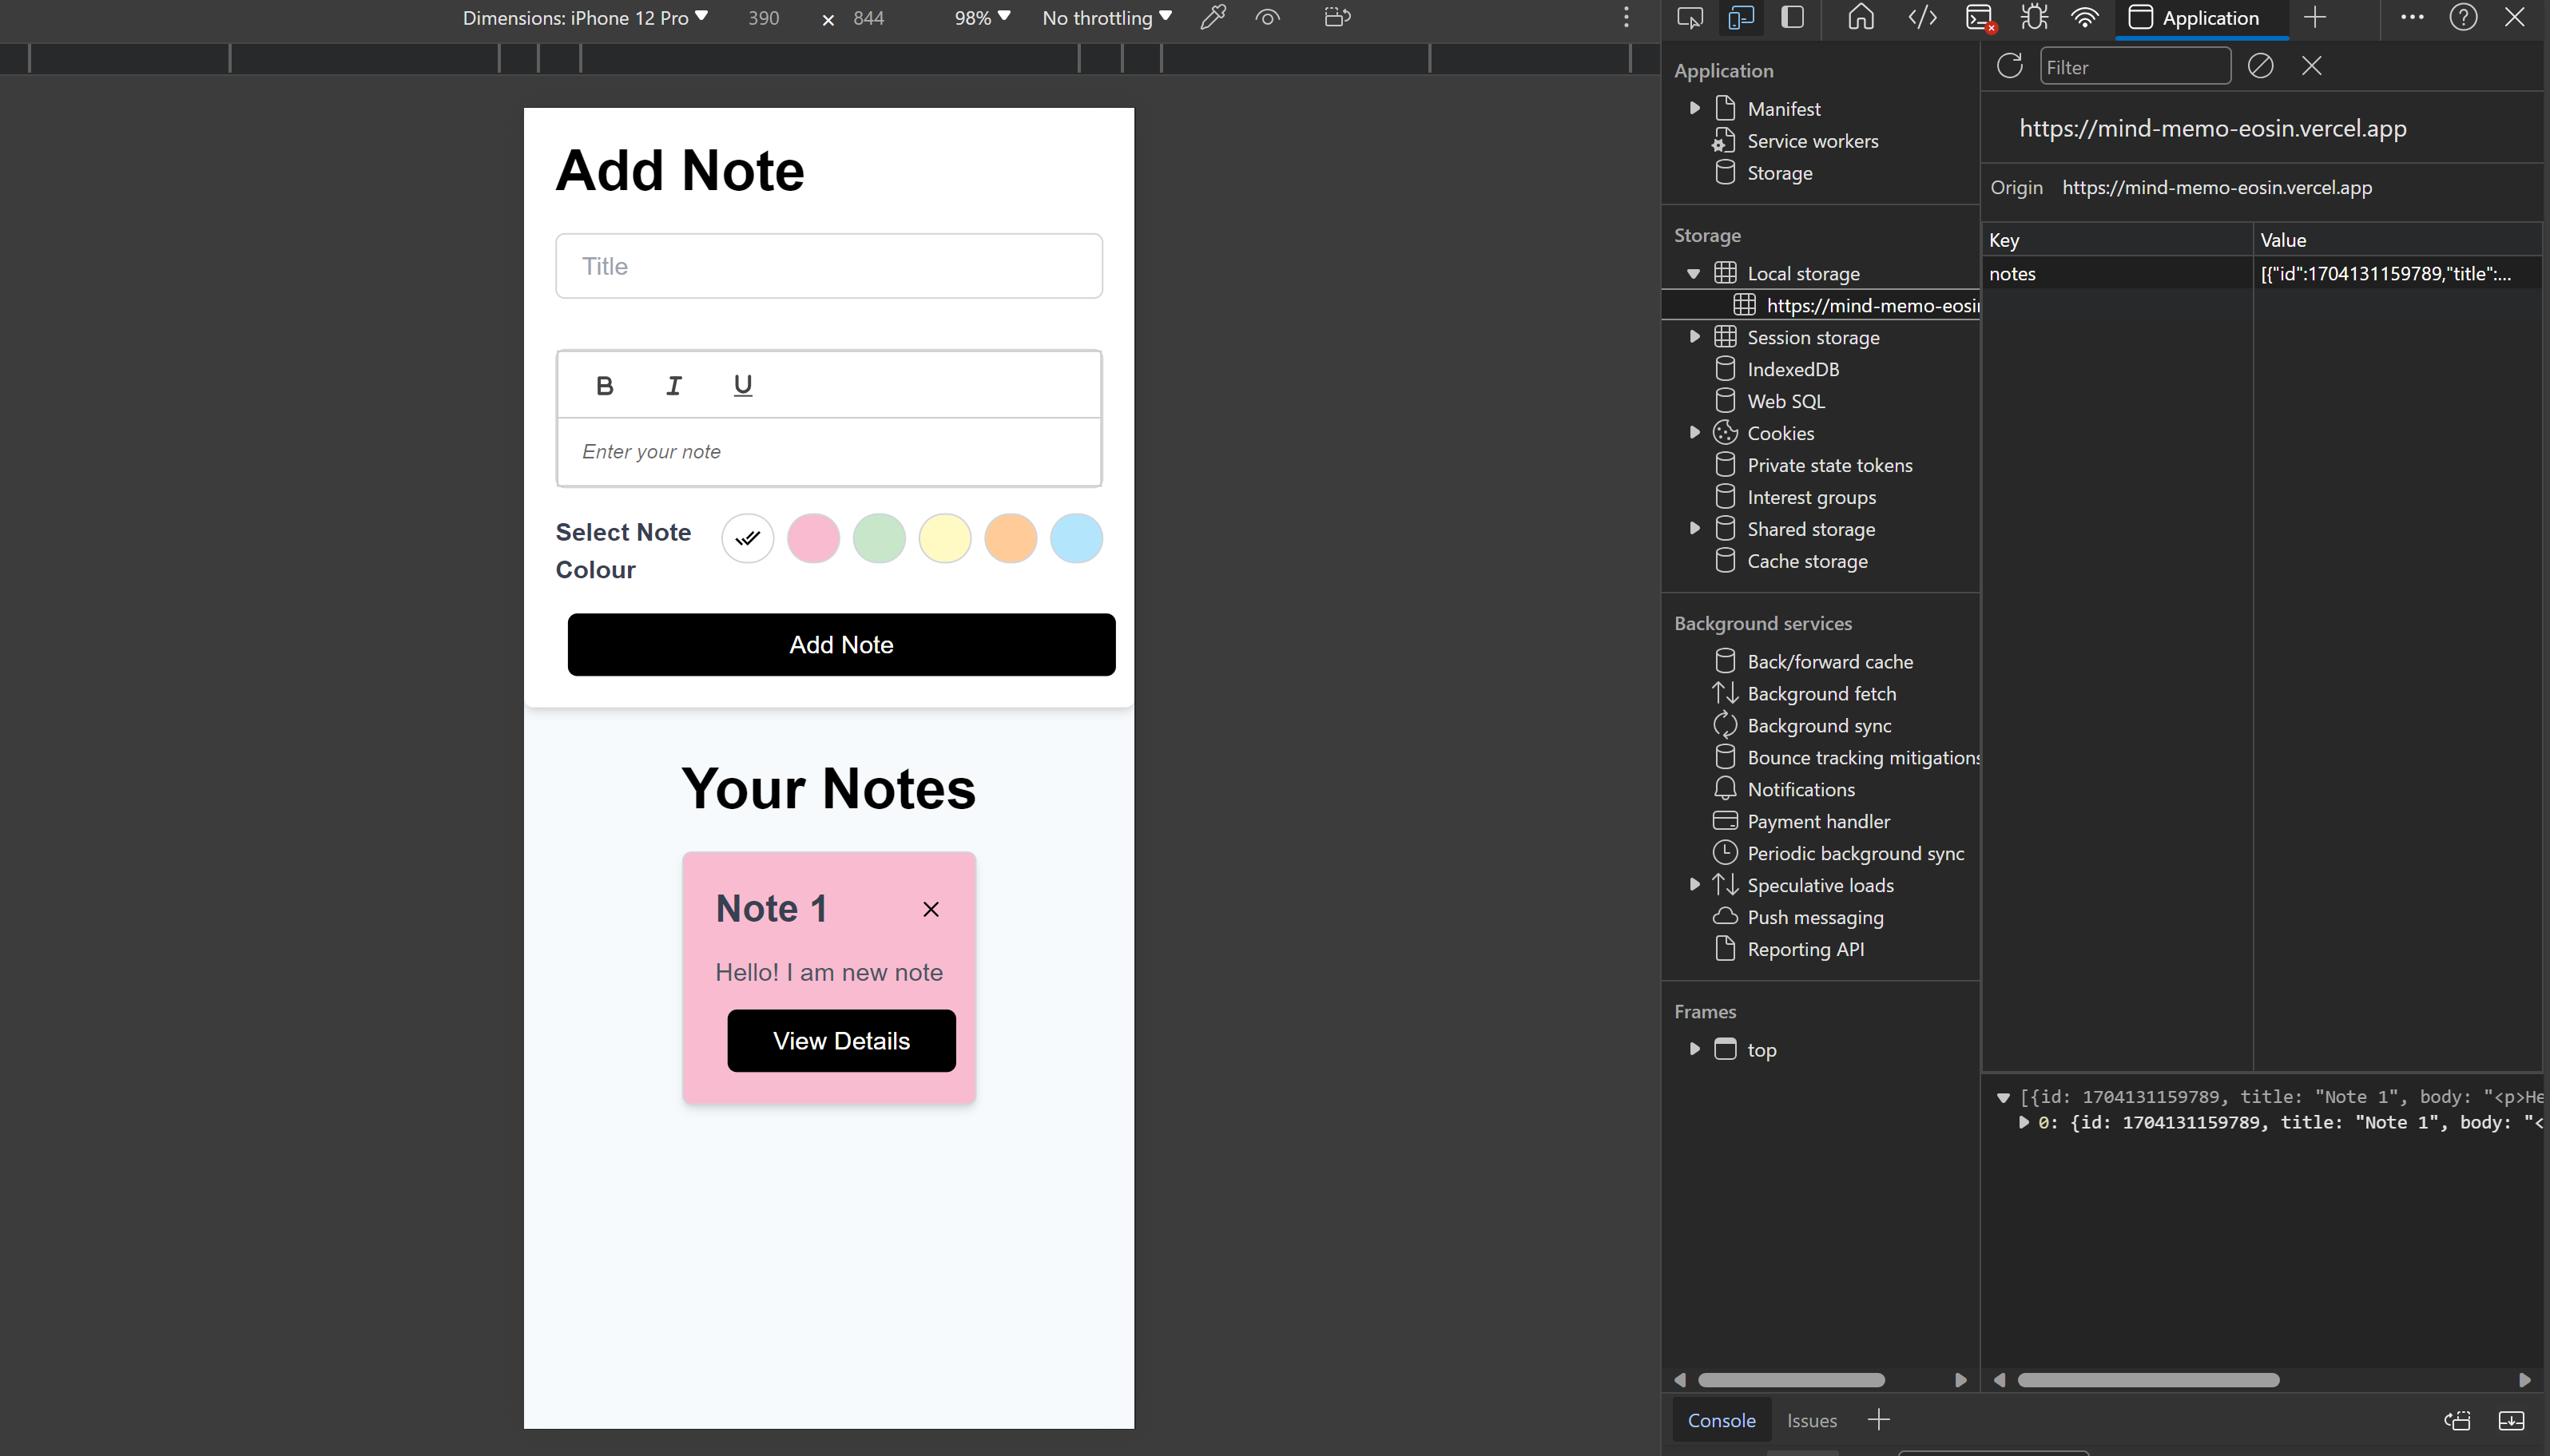 Dimensions: iPhone 12 Pro 390 × 844 98% No throttling
Add Note
Title
B I U
Enter your note
Select Note
Colour
Add Note
Your Notes
Note 1
Hello! I am new note
View Details
Application
Application
Manifest
Service workers
Storage
Storage
Local storage
https://mind-memo-eosin
Session storage
IndexedDB
Web SQL
Cookies
Private state tokens
Interest groups
Shared storage
Cache storage
Background services
Back/forward cache
Background fetch
Background sync
Bounce tracking mitigations
Notifications
Payment handler
Periodic background sync
Speculative loads
Push messaging
Reporting API
Frames
top
Filter
https://mind-memo-eosin.vercel.app
Origin https://mind-memo-eosin.vercel.app
Key Value
notes [{"id":1704131159789,"title":...
[{id: 1704131159789, title: "Note 1", body: "<p>He
0: {id: 1704131159789, title: "Note 1", body: "<
Console Issues